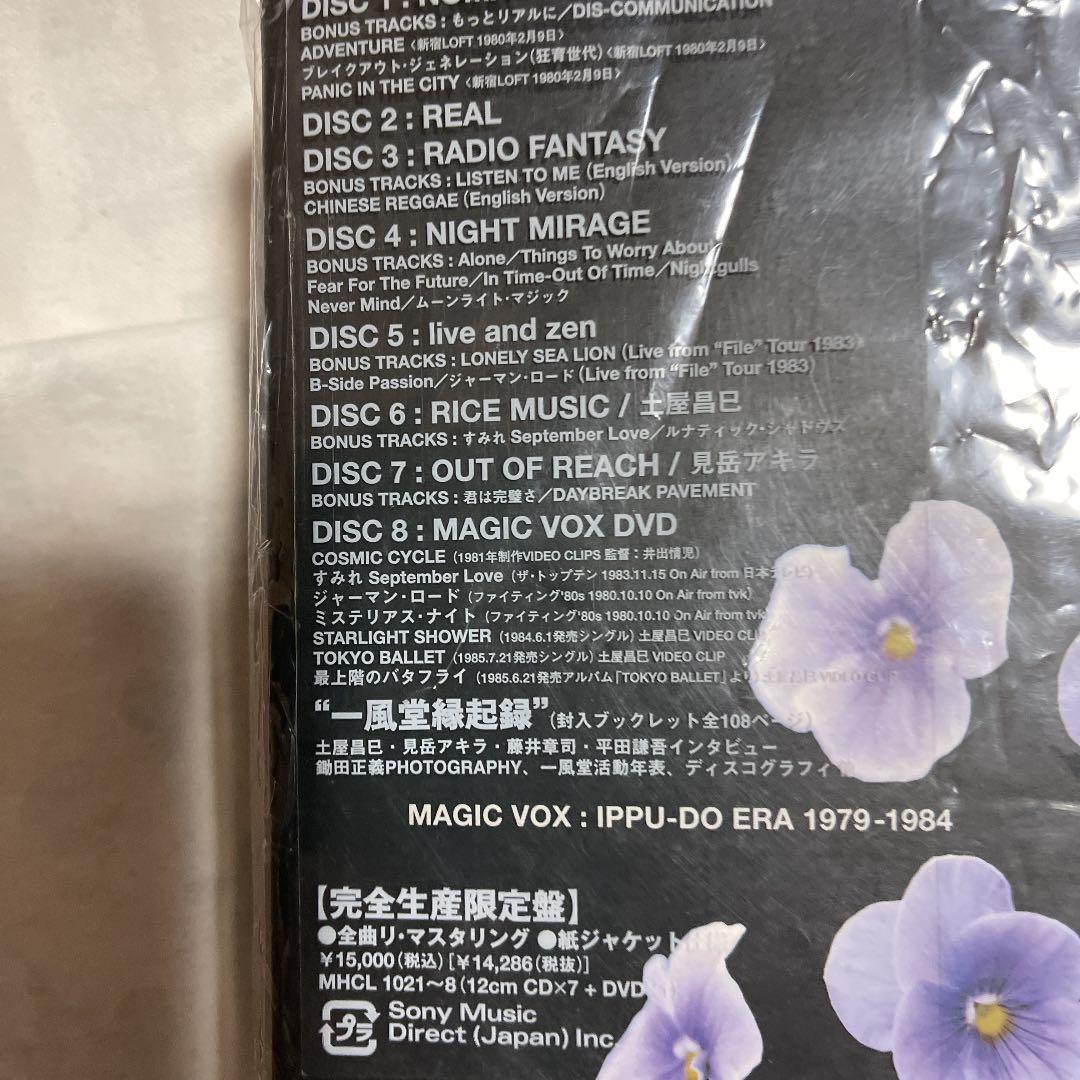 DISC 1 :
BONUS TRACKS : もっとリアルに／DIS-COMMUNICATION
ADVENTURE〈新宿LOFT 1980年2月9日〉
ブレイクアウト・ジェネレーション(狂育世代)〈新宿LOFT 1980年2月9日〉
PANIC IN THE CITY〈新宿LOFT 1980年2月9日〉
DISC 2 : REAL
DISC 3 : RADIO FANTASY
BONUS TRACKS : LISTEN TO ME (English Version)
CHINESE REGGAE (English Version)
DISC 4 : NIGHT MIRAGE
BONUS TRACKS : Alone／Things To Worry About
Fear For The Future／In Time-Out Of Time／Nightgulls
Never Mind／ムーンライト・マジック
DISC 5 : live and zen
BONUS TRACKS : LONELY SEA LION (Live from "File" Tour 1983)
B-Side Passion／ジャーマン・ロード (Live from "File" Tour 1983)
DISC 6 : RICE MUSIC / 土屋昌巳
BONUS TRACKS : すみれ September Love／ルナティック・シャドウズ
DISC 7 : OUT OF REACH / 見岳アキラ
BONUS TRACKS : 君は完璧さ／DAYBREAK PAVEMENT
DISC 8 : MAGIC VOX DVD
COSMIC CYCLE (1981年制作VIDEO CLIPS 監督：井出情児)
すみれ September Love (ザ・トップテン 1983.11.15 On Air from 日本テレビ)
ジャーマン・ロード (ファイティング'80s 1980.10.10 On Air from tvk)
ミステリアス・ナイト (ファイティング'80s 1980.10.10 On Air from tvk)
STARLIGHT SHOWER (1984.6.1発売シングル) 土屋昌巳 VIDEO CLIP
TOKYO BALLET (1985.7.21発売シングル) 土屋昌巳 VIDEO CLIP
最上階のバタフライ (1985.6.21発売アルバム「TOKYO BALLET」より) 土屋昌巳 VIDEO CLIP
"一風堂縁起録" (封入ブックレット全108ページ)
土屋昌巳・見岳アキラ・藤井章司・平田謙吾インタビュー
鋤田正義PHOTOGRAPHY、一風堂活動年表、ディスコグラフィ
MAGIC VOX : IPPU-DO ERA 1979-1984
【完全生産限定盤】
●全曲リ・マスタリング ●紙ジャケット
￥15,000(税込) [￥14,286(税抜)]
MHCL 1021〜8 (12cm CD×7 + DVD
プラ
Sony Music
Direct (Japan) Inc.